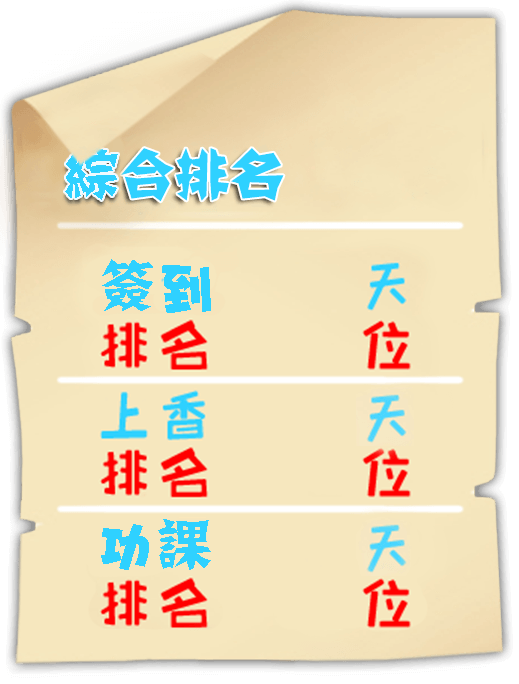 綜合排名
簽到 天
排名 位
上香 天
排名 位
功課 天
排名 位